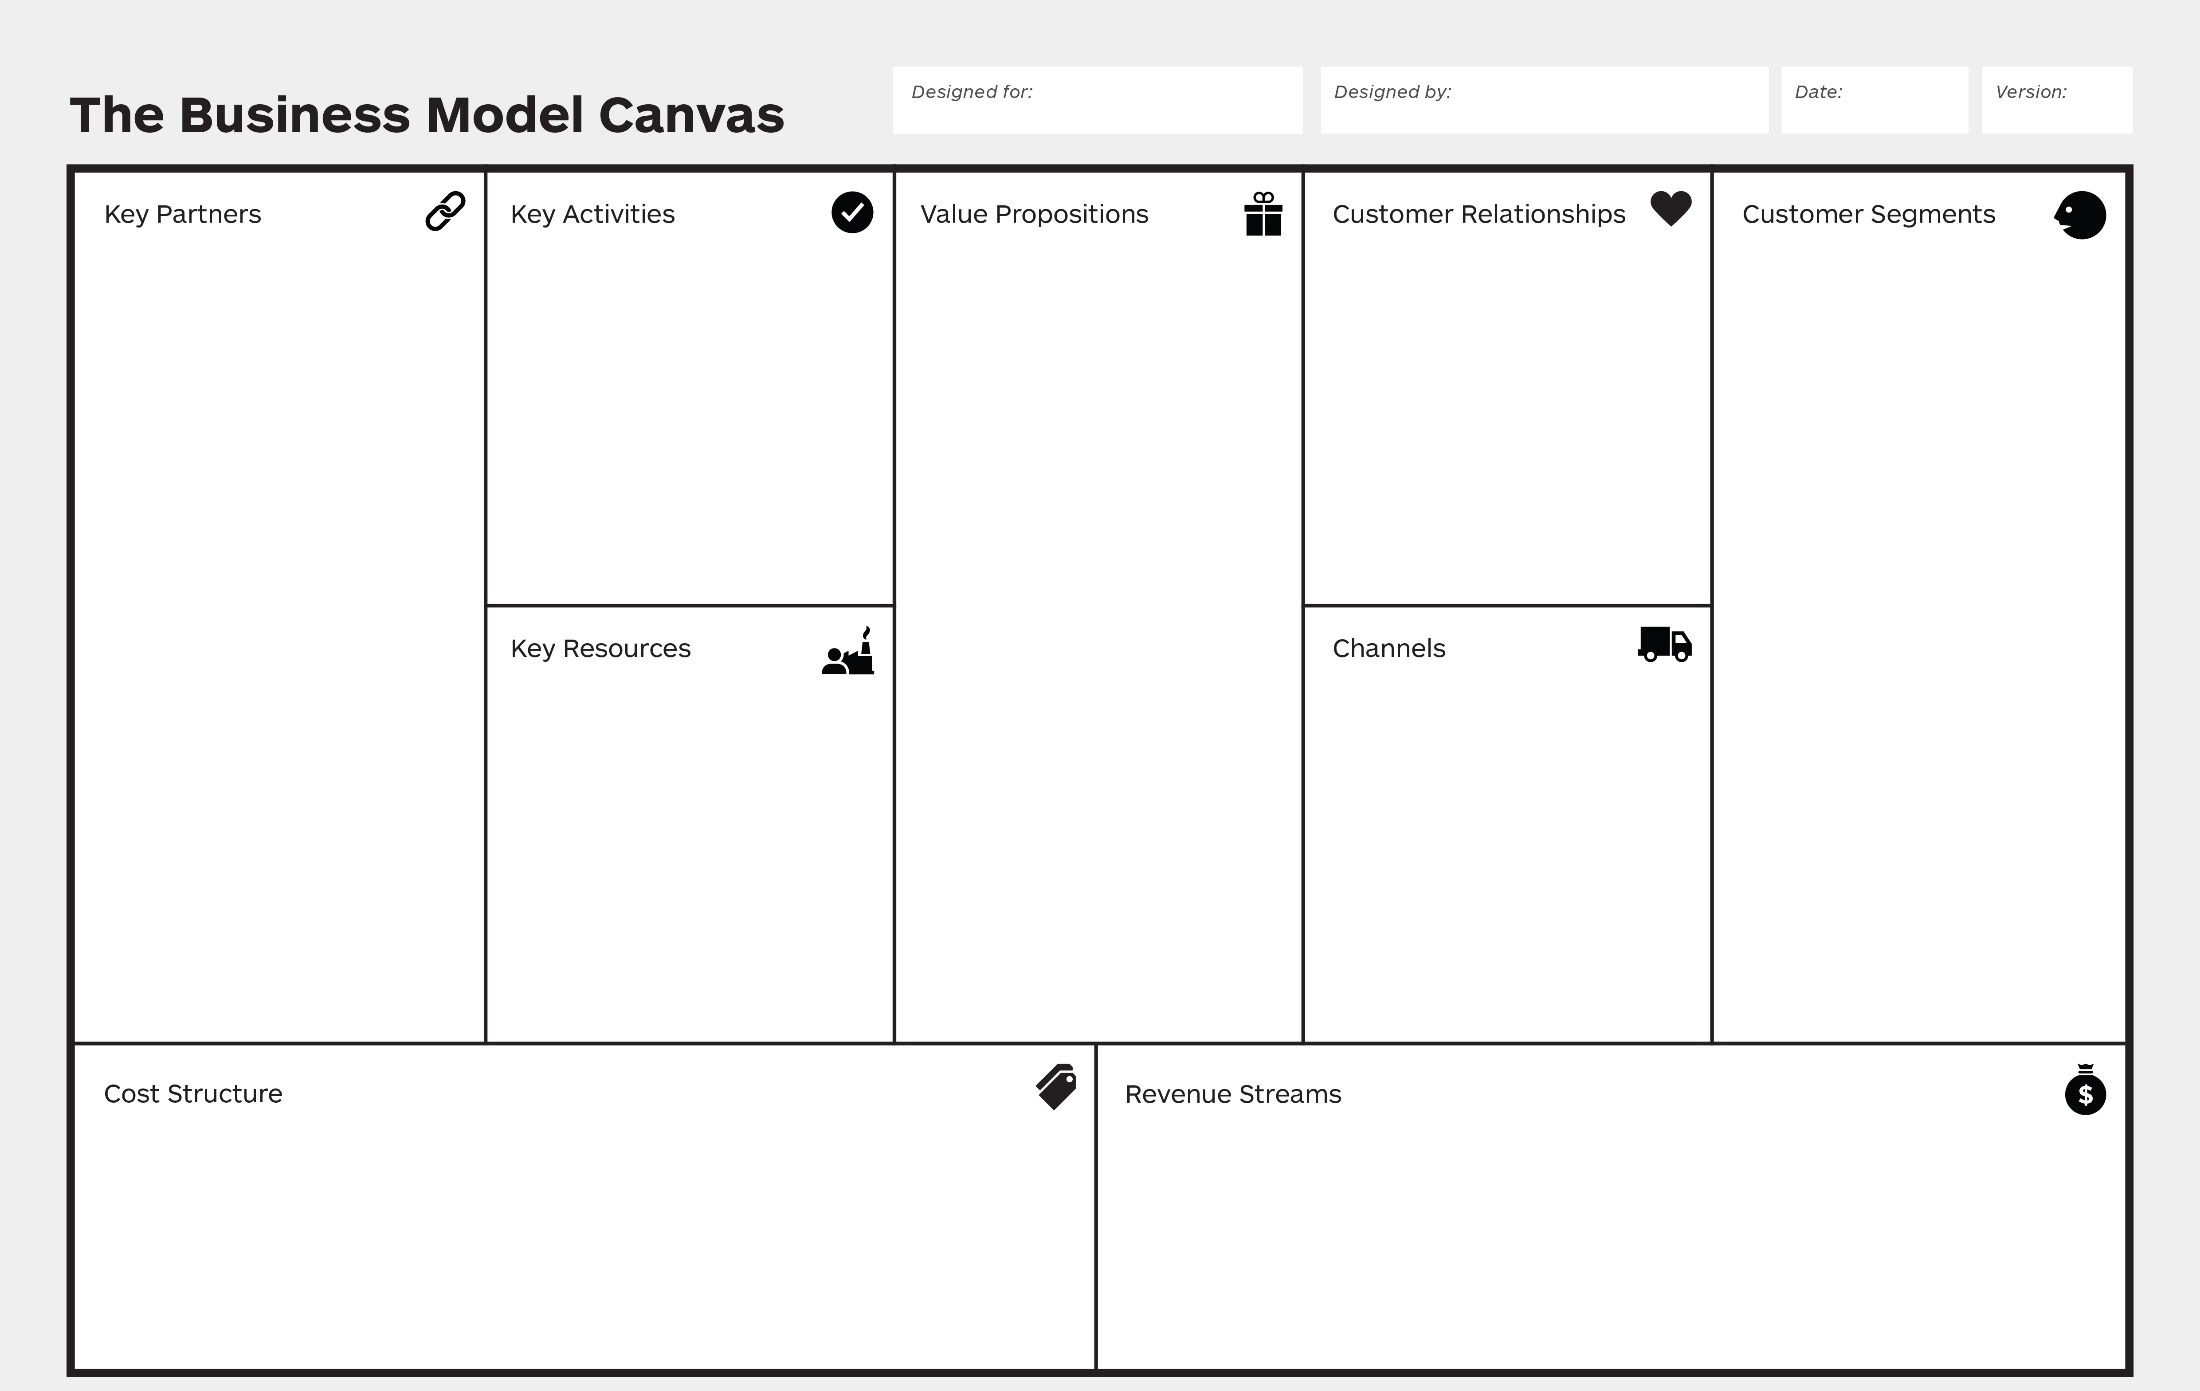 The Business Model Canvas
Designed for:
Designed by:
Date:
Version:
Key Partners
Key Activities
Value Propositions
Customer Relationships
Customer Segments
Key Resources
Channels
Cost Structure
Revenue Streams
$